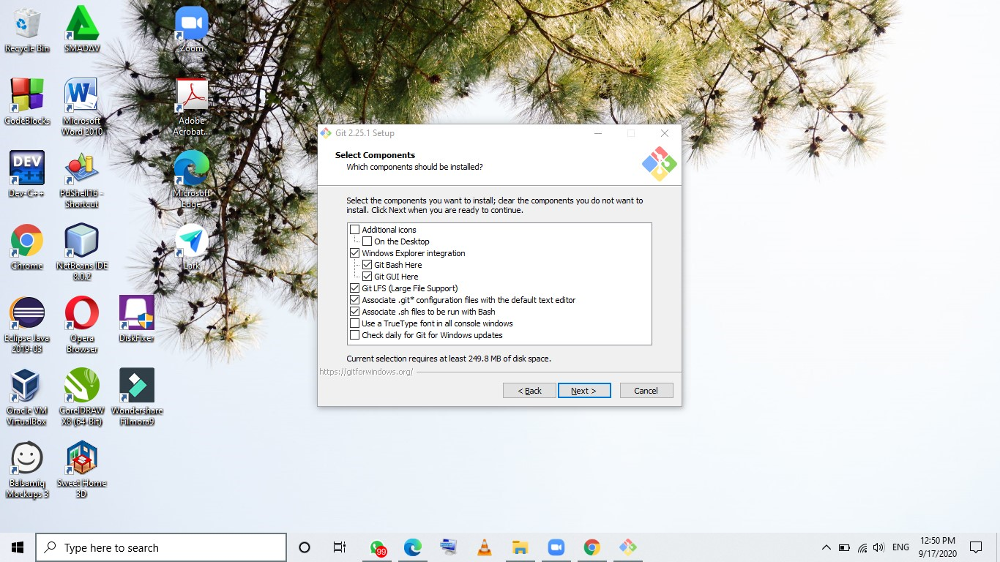 Recycle Bin
SMADΔV
Zoom
CodeBlocks
Microsoft
Word 2010
Adobe
Acrobat...
DEV
C++
Dev-C++
PdShell16 -
Shortcut
Microsoft
Edge
Chrome
NetBeans IDE
8.0.2
Lark
Eclipse Java
2019-03
Opera
Browser
DiskFixer
Oracle VM
VirtualBox
CorelDRAW
X8 (64-Bit)
Wondershare
Filmora9
Balsamiq
Mockups 3
Sweet Home
3D
Git 2.25.1 Setup
Select Components
Which components should be installed?
Select the components you want to install; clear the components you do not want to
install. Click Next when you are ready to continue.
Additional icons
On the Desktop
Windows Explorer integration
Git Bash Here
Git GUI Here
Git LFS (Large File Support)
Associate .git* configuration files with the default text editor
Associate .sh files to be run with Bash
Use a TrueType font in all console windows
Check daily for Git for Windows updates
Current selection requires at least 249.8 MB of disk space.
https://gitforwindows.org/
< Back
Next >
Cancel
Type here to search
99
ENG
12:50 PM
9/17/2020